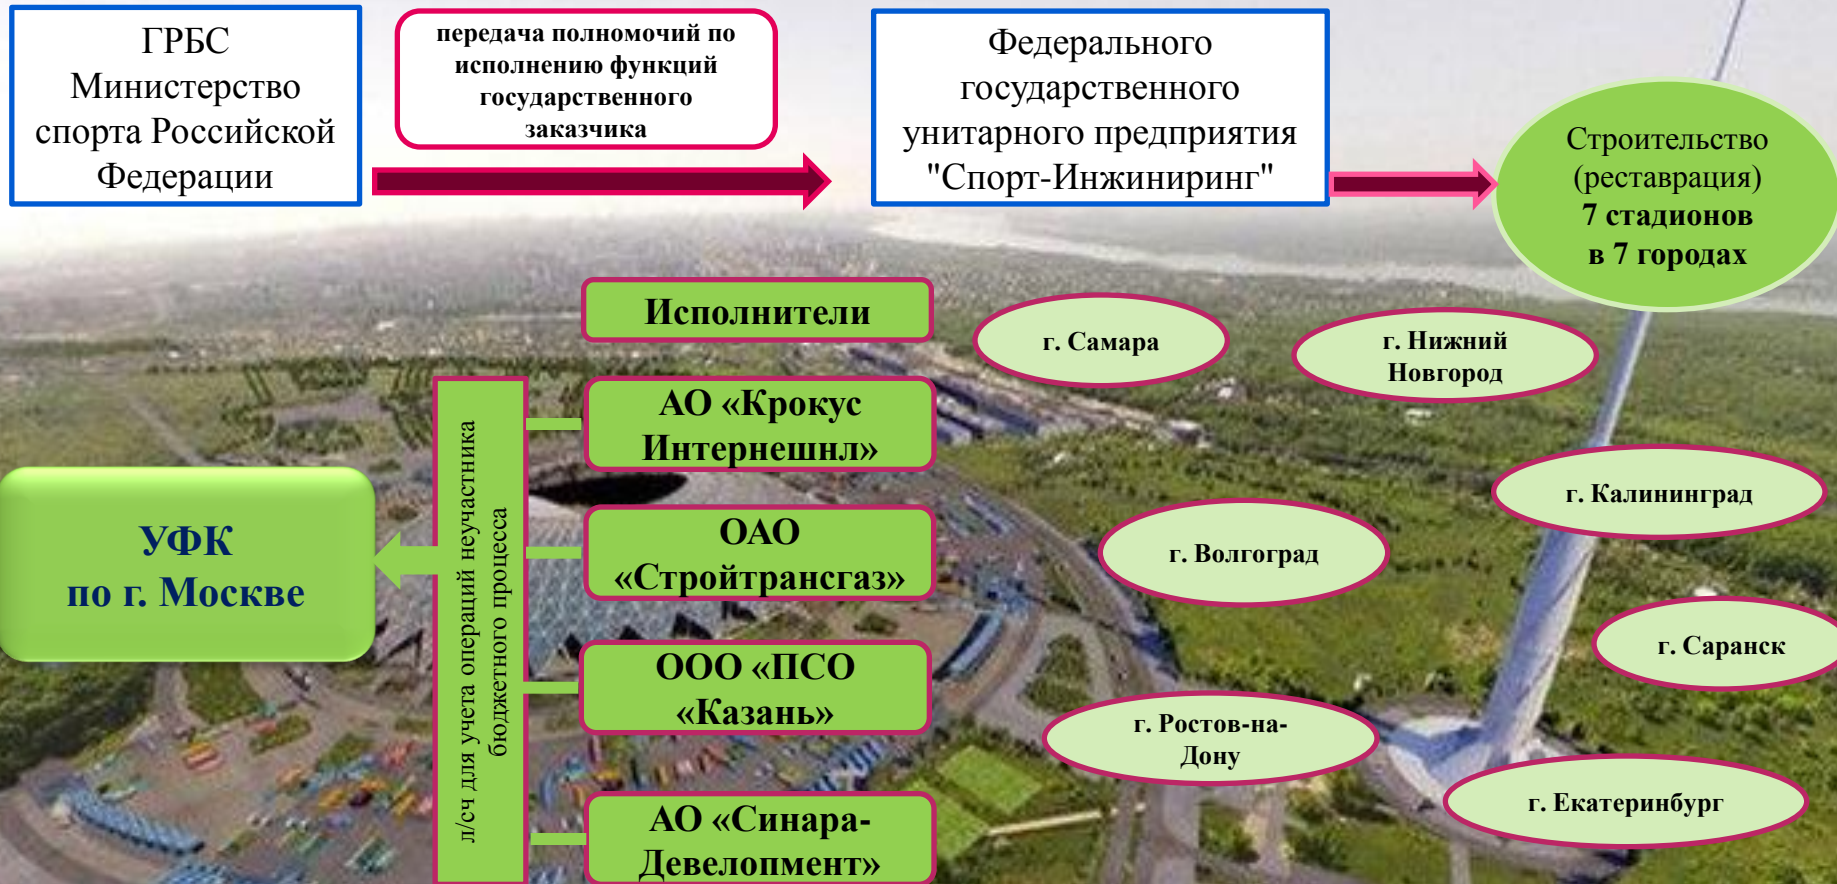 ГРБС
Министерство
спорта Российской
Федерации
передача полномочий по
исполнению функций
государственного
заказчика
Федерального
государственного
унитарного предприятия
"Спорт-Инжиниринг"
Строительство
(реставрация)
7 стадионов
в 7 городах
Исполнители
АО «Крокус
Интернешнл»
ОАО
«Стройтрансгаз»
ООО «ПСО
«Казань»
АО «Синара-
Девелопмент»
л/сч для учета операций неучастника
бюджетного процесса
УФК
по г. Москве
г. Самара
г. Нижний
Новгород
г. Калининград
г. Волгоград
г. Саранск
г. Ростов-на-
Дону
г. Екатеринбург